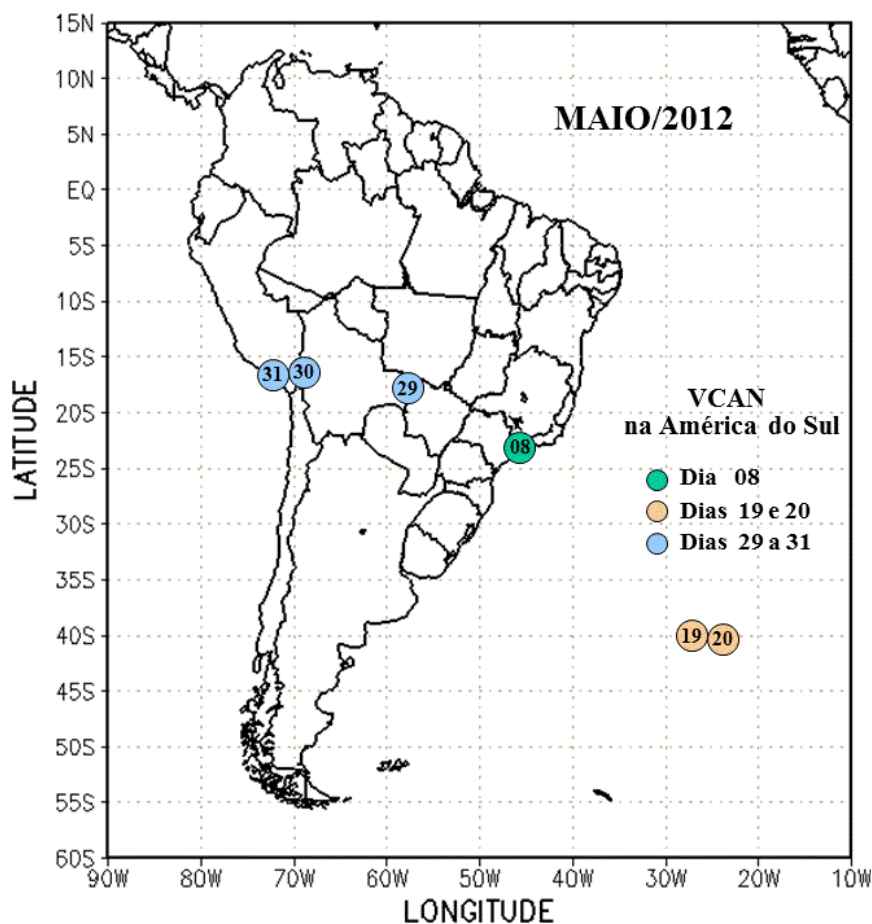 15N
10N
5N
EQ
5S
10S
15S
20S
25S
30S
35S
40S
45S
50S
55S
60S
LATITUDE
MAIO/2012
31
30
29
08
VCAN
na América do Sul
Dia 08
Dias 19 e 20
Dias 29 a 31
19
20
90W 80W 70W 60W 50W 40W 30W 20W 10W
LONGITUDE